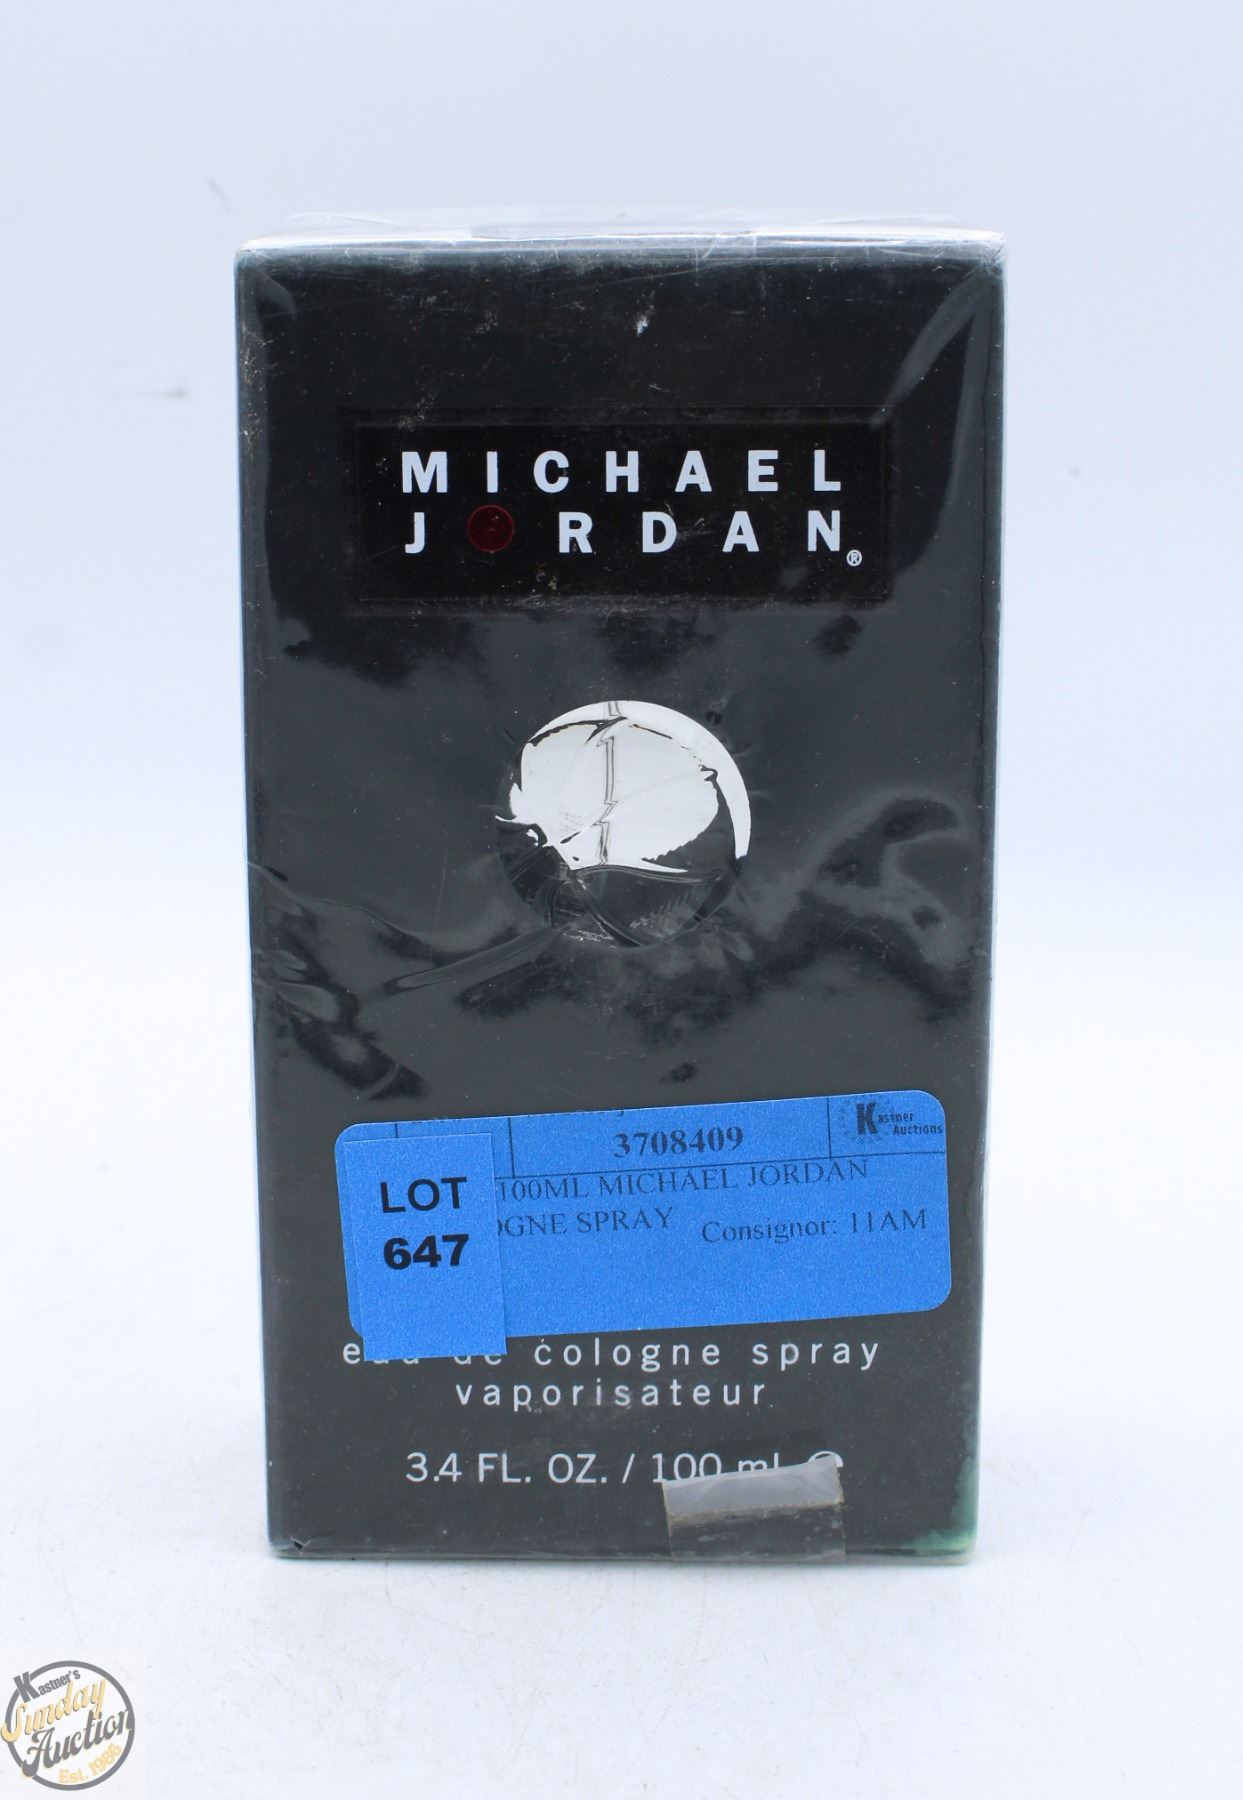 MICHAEL
JORDAN®
3708409
Kastner Auctions
LOT
647
100ML MICHAEL JORDAN
SPRAY Consignor: 11AM
eau de cologne spray
vaporisateur
3.4 FL. OZ. / 100 ml
Kastner's
Sunday
Auction
Est. 1986